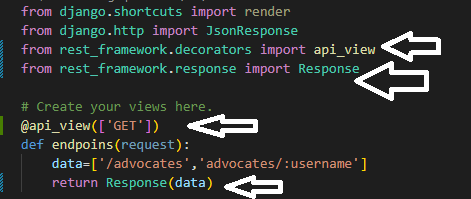 from django.shortcuts import render
from django.http import JsonResponse
from rest_framework.decorators import api_view
from rest_framework.response import Response
# Create your views here.
@api_view(['GET'])
def endpoins(request):
    data=['/advocates','advocates/:username']
    return Response(data)